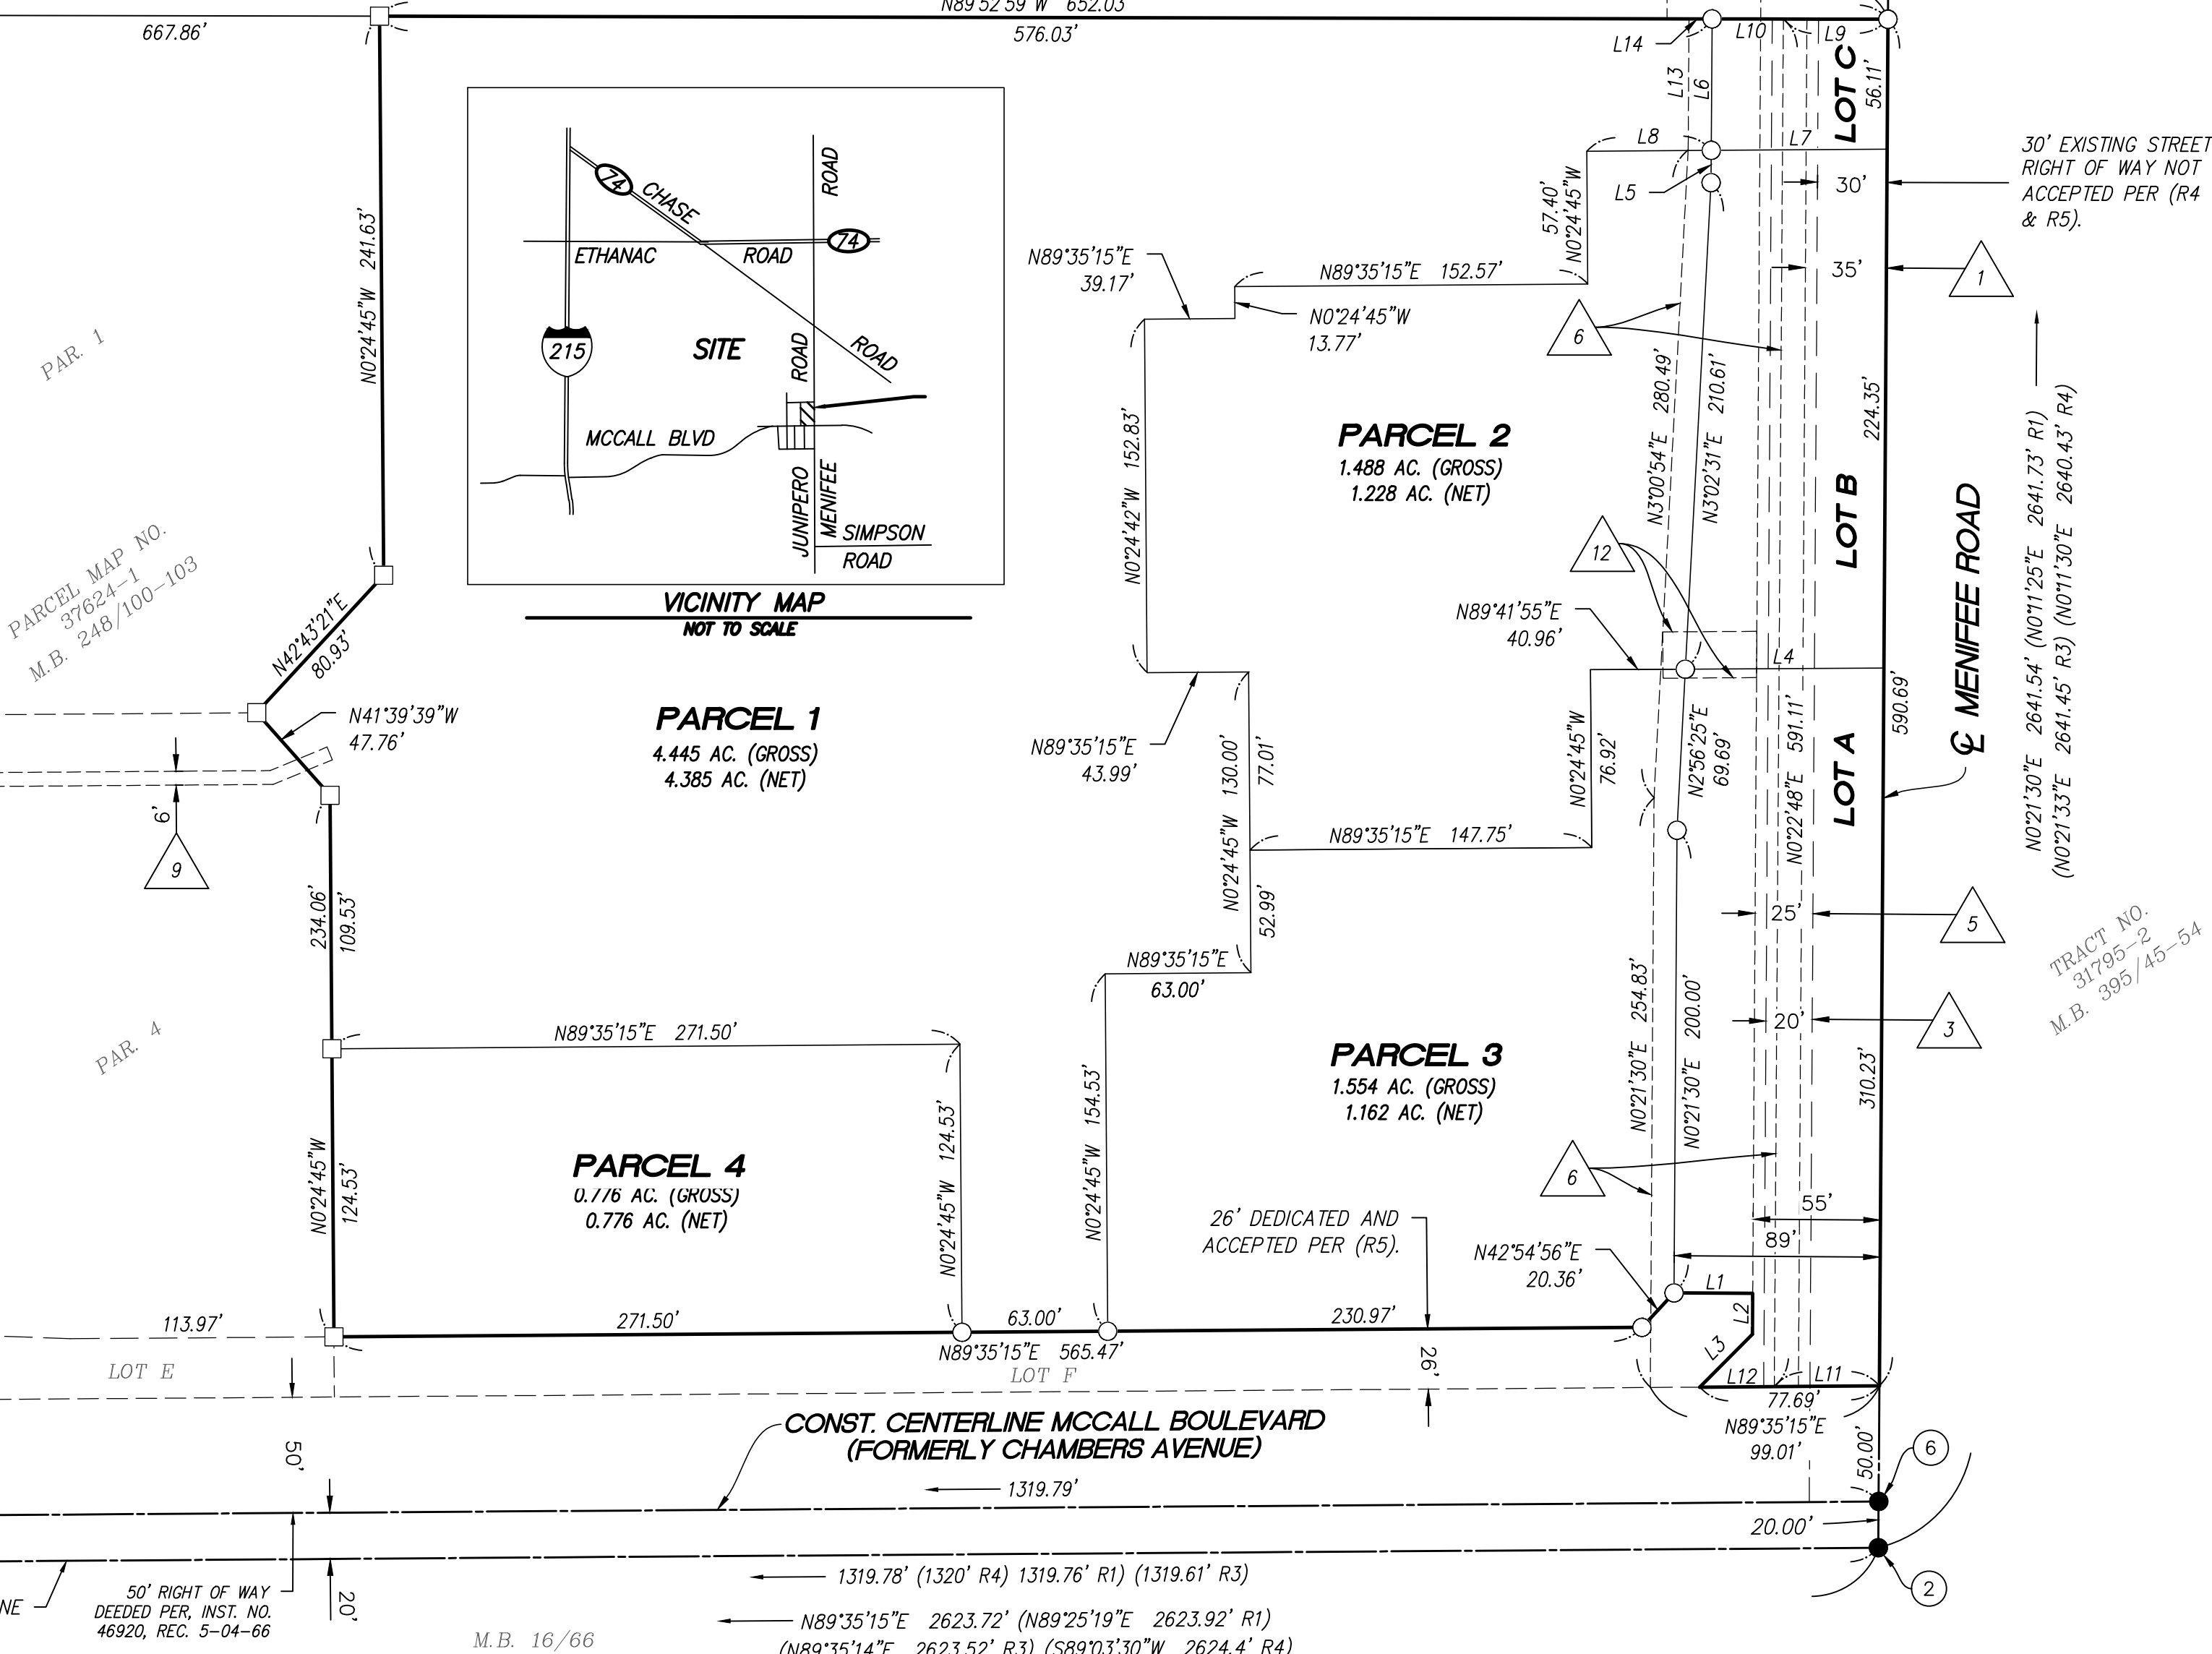 N89°52'59"W 652.03'
667.86'
576.03'
L14
L10
L9
L13
L6
LOT C
56.11'
L8
L7
L5
30'
30' EXISTING STREET
RIGHT OF WAY NOT
ACCEPTED PER (R4
& R5).
35'
1
N0°24'45"W 241.63'
74
CHASE
ROAD
ETHANAC
ROAD
74
215
SITE
ROAD
ROAD
MCCALL BLVD
JUNIPERO
MENIFEE
SIMPSON
ROAD
VICINITY MAP
NOT TO SCALE
57.40'
N0°24'45"W
N89°35'15"E
39.17'
N89°35'15"E 152.57'
N0°24'45"W
13.77'
6
PAR. 1
PARCEL MAP NO.
37624-1
M.B. 248/100-103
N0°24'42"W 152.83'
PARCEL 2
1.488 AC. (GROSS)
1.228 AC. (NET)
N3°00'54"E 280.49'
N3°02'31"E 210.61'
224.35'
LOT B
12
N89°41'55"E
40.96'
L4
℄ MENIFEE ROAD
N0°21'30"E 2641.54' (N0°11'25"E 2641.73' R1)
(N0°21'33"E 2641.45' R3) (N0°11'30"E 2640.43' R4)
N42°43'21"E
80.93'
N41°39'39"W
47.76'
PARCEL 1
4.445 AC. (GROSS)
4.385 AC. (NET)
N89°35'15"E
43.99'
N0°24'45"W 130.00'
77.01'
52.99'
N0°24'45"W
76.92'
N2°56'25"E
69.69'
N0°22'48"E 591.11'
LOT A
590.69'
6'
9
N89°35'15"E 147.75'
25'
5
TRACT NO.
31795-2
M.B. 395/45-54
234.06'
109.53'
N89°35'15"E
63.00'
N0°21'30"E 254.83'
N0°21'30"E 200.00'
20'
3
PAR. 4
N89°35'15"E 271.50'
PARCEL 3
1.554 AC. (GROSS)
1.162 AC. (NET)
310.23'
N0°24'45"W
124.53'
PARCEL 4
0.776 AC. (GROSS)
0.776 AC. (NET)
N0°24'45"W 124.53'
N0°24'45"W 154.53'
6
26' DEDICATED AND
ACCEPTED PER (R5).
N42°54'56"E
20.36'
55'
89'
L1
L2
L3
113.97'
271.50'
63.00'
230.97'
N89°35'15"E 565.47'
LOT E
LOT F
26'
L12
L11
77.69'
N89°35'15"E
99.01'
CONST. CENTERLINE MCCALL BOULEVARD
(FORMERLY CHAMBERS AVENUE)
50'
1319.79'
50.00'
6
20.00'
2
NE
50' RIGHT OF WAY
DEEDED PER, INST. NO.
46920, REC. 5-04-66
20'
1319.78' (1320' R4) 1319.76' R1) (1319.61' R3)
N89°35'15"E 2623.72' (N89°25'19"E 2623.92' R1)
(N89°35'14"E 2623.52' R3) (S89°03'30"W 2624.4' R4)
M.B. 16/66